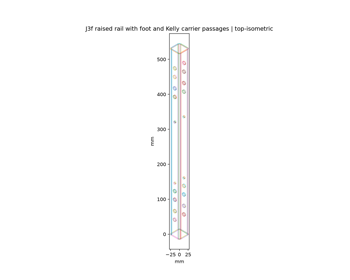 J3f raised rail with foot and Kelly carrier passages | top-isometric
500
400
300
200
100
0
mm
−25 0 25
mm